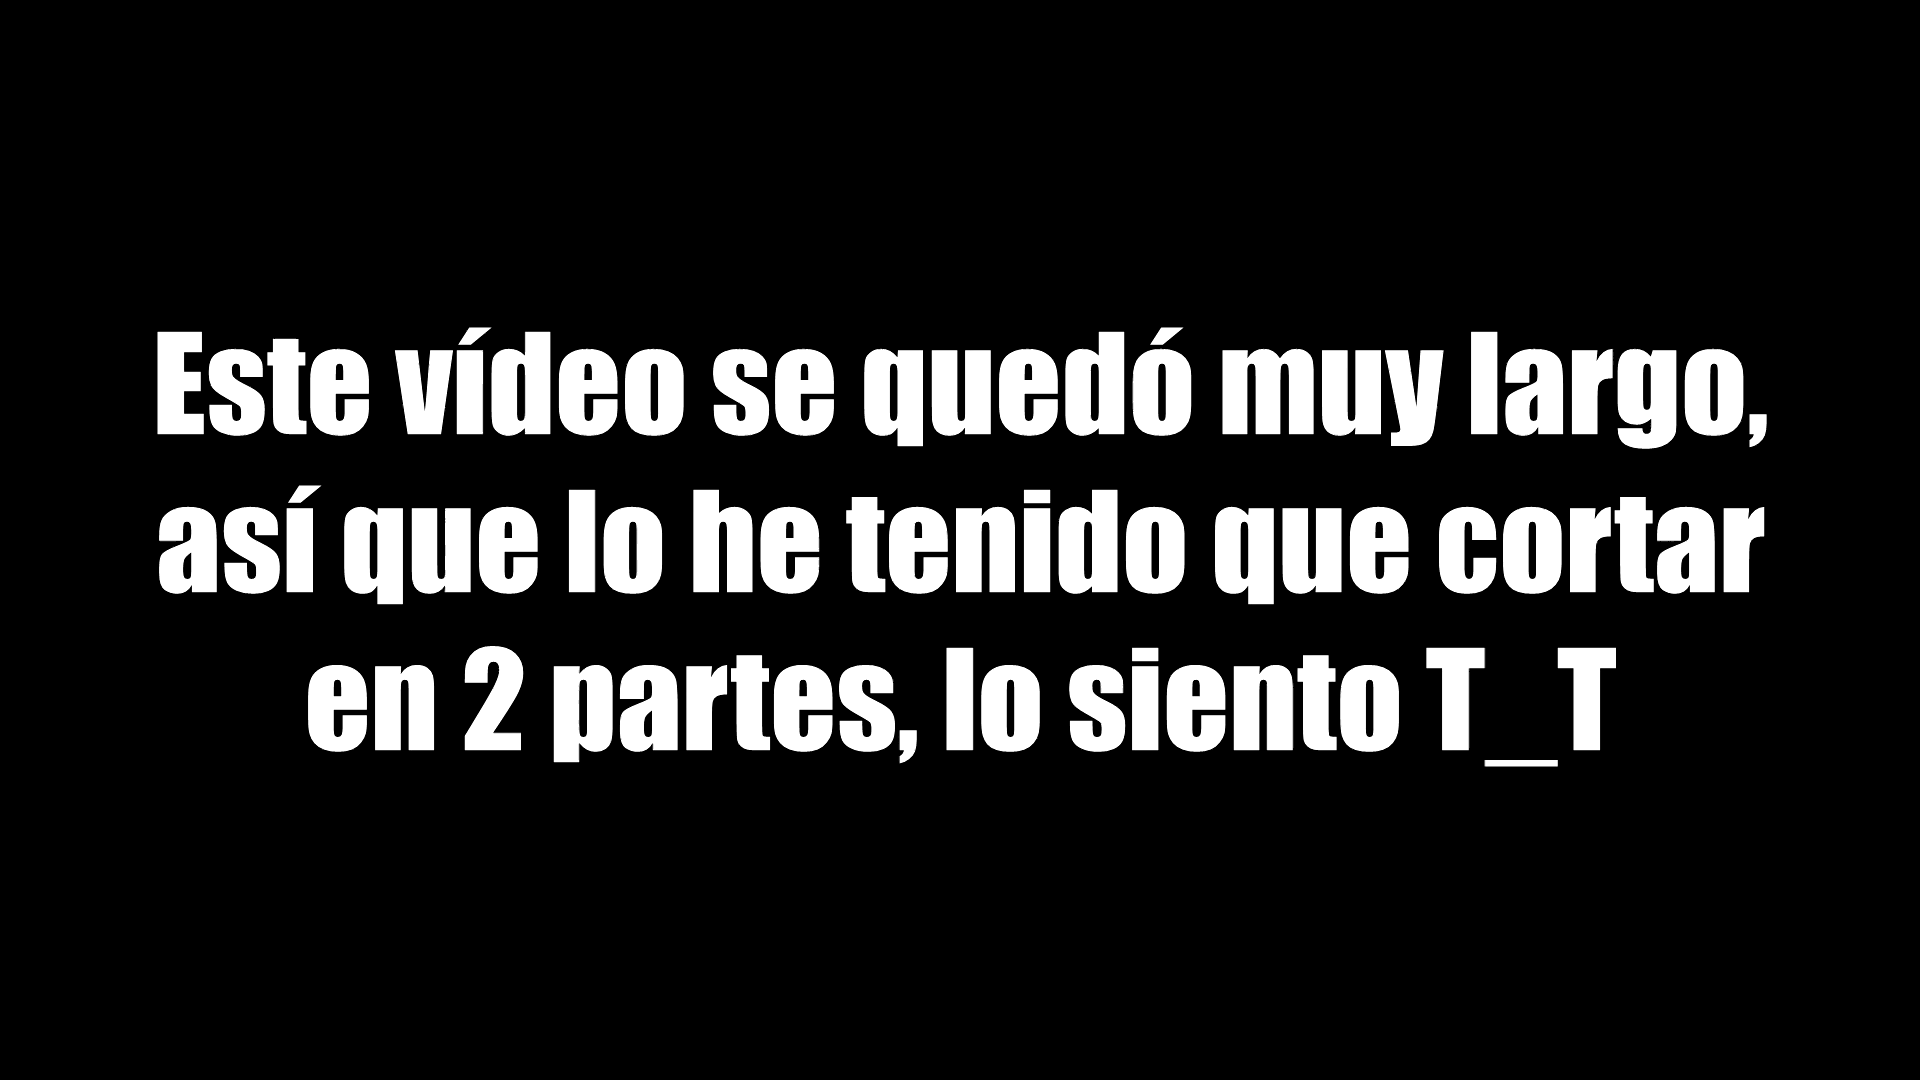 Este vídeo se quedó muy largo,
así que lo he tenido que cortar
en 2 partes, lo siento T_T